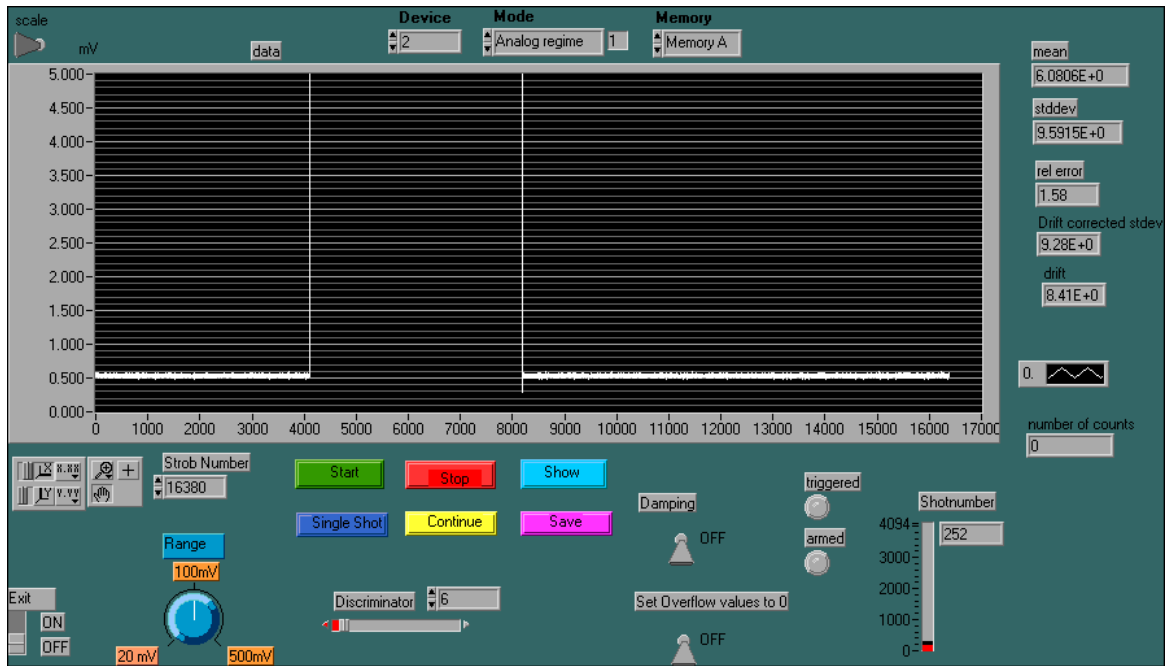 scale
Device
Mode
Memory
mV
data
2
Analog regime
1
Memory A
mean
6.0806E+0
stddev
9.5915E+0
rel error
1.58
Drift corrected stdev
9.28E+0
drift
8.41E+0
5.000
4.500
4.000
3.500
3.000
2.500
2.000
1.500
1.000
0.500
0.000
0 1000 2000 3000 4000 5000 6000 7000 8000 9000 10000 11000 12000 13000 14000 15000 16000 17000
0.
number of counts
0
X X.XX
Y Y.YY
Strob Number
16380
Start
Stop
Show
Single Shot
Continue
Save
Damping
OFF
triggered
armed
Shotnumber
252
4094
3000
2000
1000
0
Range
100mV
20 mV
500mV
Exit
ON
OFF
Discriminator
6
Set Overflow values to 0
OFF